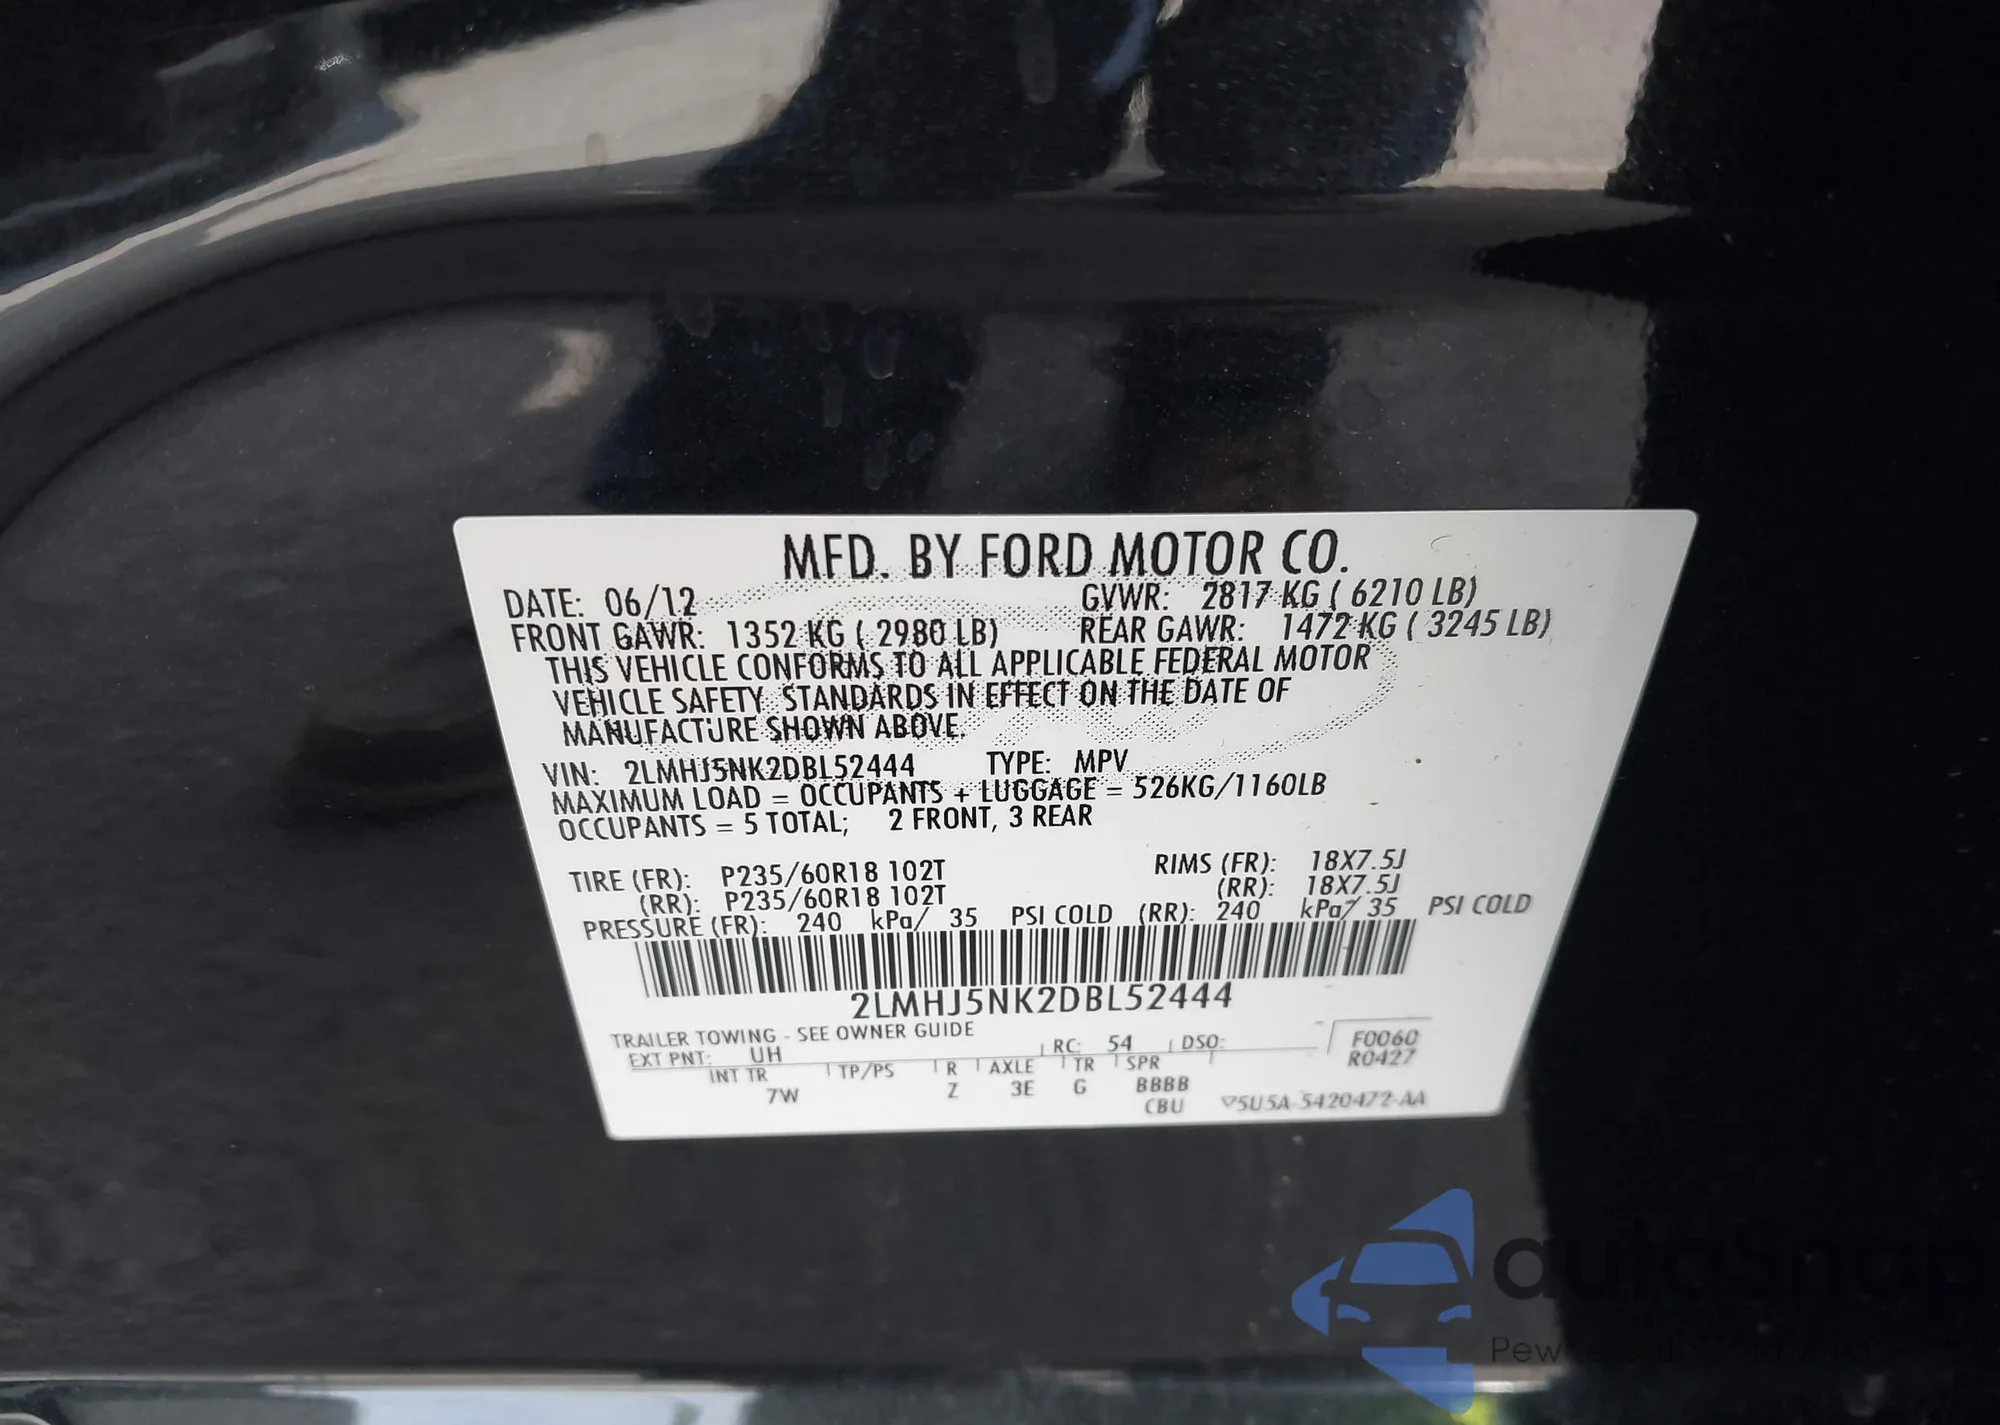 MFD. BY FORD MOTOR CO.
DATE: 06/12 GVWR: 2817 KG ( 6210 LB)
FRONT GAWR: 1352 KG ( 2980 LB) REAR GAWR: 1472 KG ( 3245 LB)
THIS VEHICLE CONFORMS TO ALL APPLICABLE FEDERAL MOTOR
VEHICLE SAFETY STANDARDS IN EFFECT ON THE DATE OF
MANUFACTURE SHOWN ABOVE.
VIN: 2LMHJ5NK2DBL52444 TYPE: MPV
MAXIMUM LOAD = OCCUPANTS + LUGGAGE = 526KG/1160LB
OCCUPANTS = 5 TOTAL; 2 FRONT, 3 REAR
TIRE (FR): P235/60R18 102T RIMS (FR): 18X7.5J
(RR): P235/60R18 102T (RR): 18X7.5J
PRESSURE (FR): 240 kPa/ 35 PSI COLD (RR): 240 kPa/ 35 PSI COLD
2LMHJ5NK2DBL52444
TRAILER TOWING - SEE OWNER GUIDE
EXT PNT: UH RC: 54 DSO: F0060
R0427
INT TR TP/PS R AXLE TR SPR
7W Z 3E G BBBB
CBU 5U5A-5420472-AA
autosnap